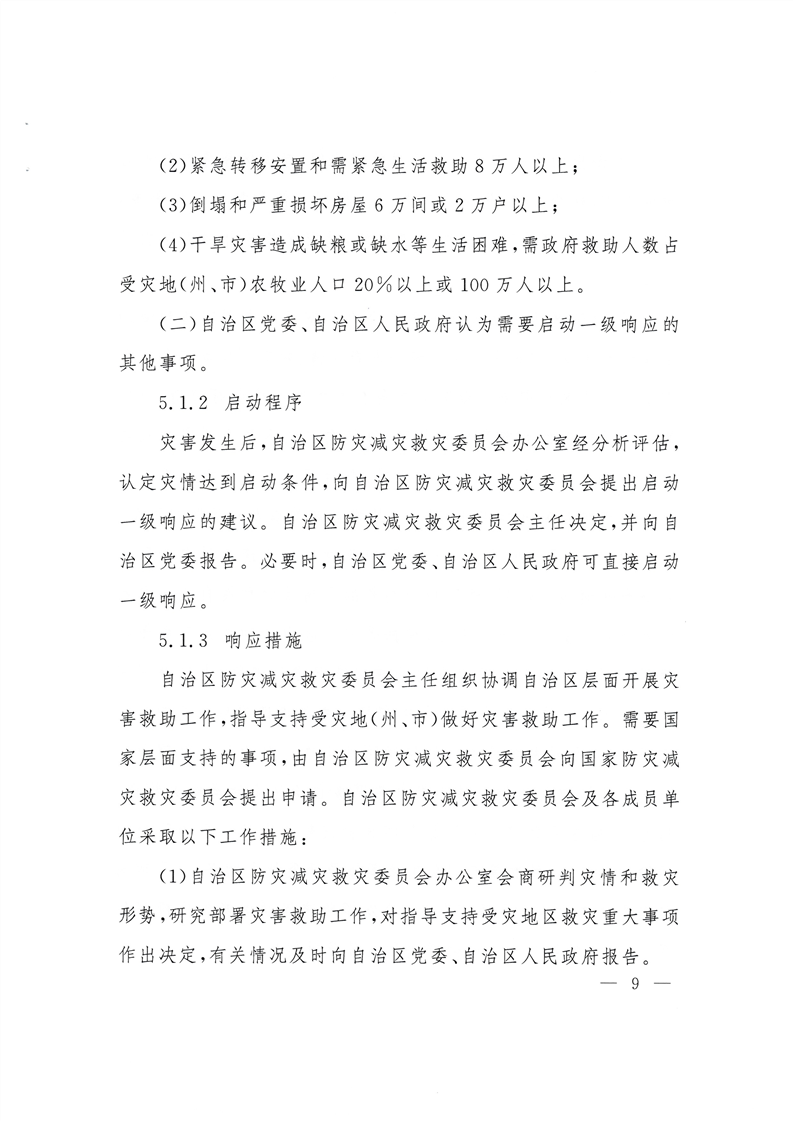 (2)紧急转移安置和需紧急生活救助 8 万人以上；
(3)倒塌和严重损坏房屋 6 万间或 2 万户以上；
(4)干旱灾害造成缺粮或缺水等生活困难，需政府救助人数占
受灾地(州、市)农牧业人口 20％以上或 100 万人以上。
(二)自治区党委、自治区人民政府认为需要启动一级响应的
其他事项。
5.1.2 启动程序
灾害发生后，自治区防灾减灾救灾委员会办公室经分析评估，
认定灾情达到启动条件，向自治区防灾减灾救灾委员会提出启动
一级响应的建议。自治区防灾减灾救灾委员会主任决定，并向自
治区党委报告。必要时，自治区党委、自治区人民政府可直接启动
一级响应。
5.1.3 响应措施
自治区防灾减灾救灾委员会主任组织协调自治区层面开展灾
害救助工作，指导支持受灾地(州、市)做好灾害救助工作。需要国
家层面支持的事项，由自治区防灾减灾救灾委员会向国家防灾减
灾救灾委员会提出申请。自治区防灾减灾救灾委员会及各成员单
位采取以下工作措施：
(1)自治区防灾减灾救灾委员会办公室会商研判灾情和救灾
形势，研究部署灾害救助工作，对指导支持受灾地区救灾重大事项
作出决定，有关情况及时向自治区党委、自治区人民政府报告。
— 9 —